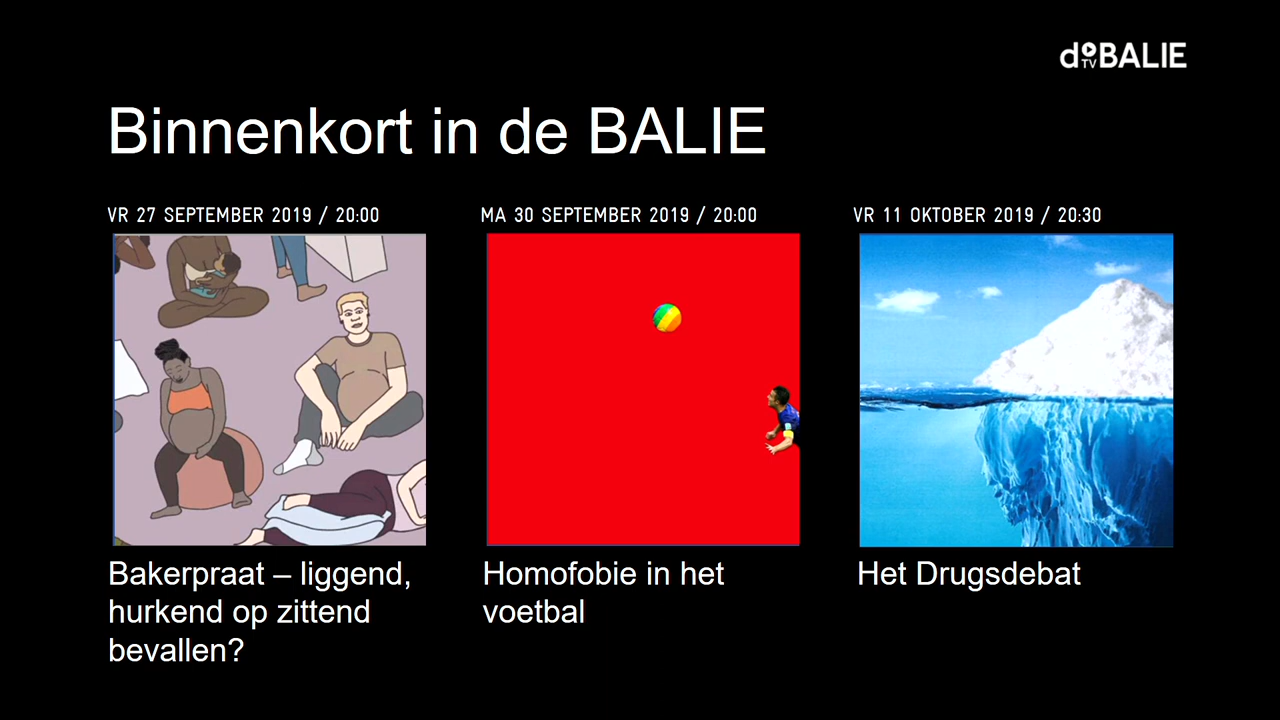 de TV BALIE
Binnenkort in de BALIE
VR 27 SEPTEMBER 2019 / 20:00
MA 30 SEPTEMBER 2019 / 20:00
VR 11 OKTOBER 2019 / 20:30
Bakerpraat – liggend,
hurkend op zittend
bevallen?
Homofobie in het
voetbal
Het Drugsdebat